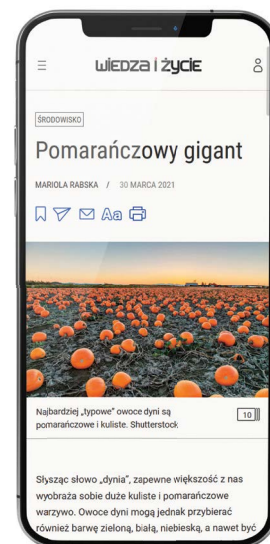 wiedza i życie
ŚRODOWISKO
Pomarańczowy gigant
MARIOLA RABSKA / 30 MARCA 2021
Aa
Najbardziej „typowe” owoce dyni są
pomarańczowe i kuliste. Shutterstock
10
Słysząc słowo „dynia”, zapewne większość z nas
wyobraża sobie duże kuliste i pomarańczowe
warzywo. Owoce dyni mogą jednak przybierać
również barwę zieloną, białą, niebieską, a nawet być